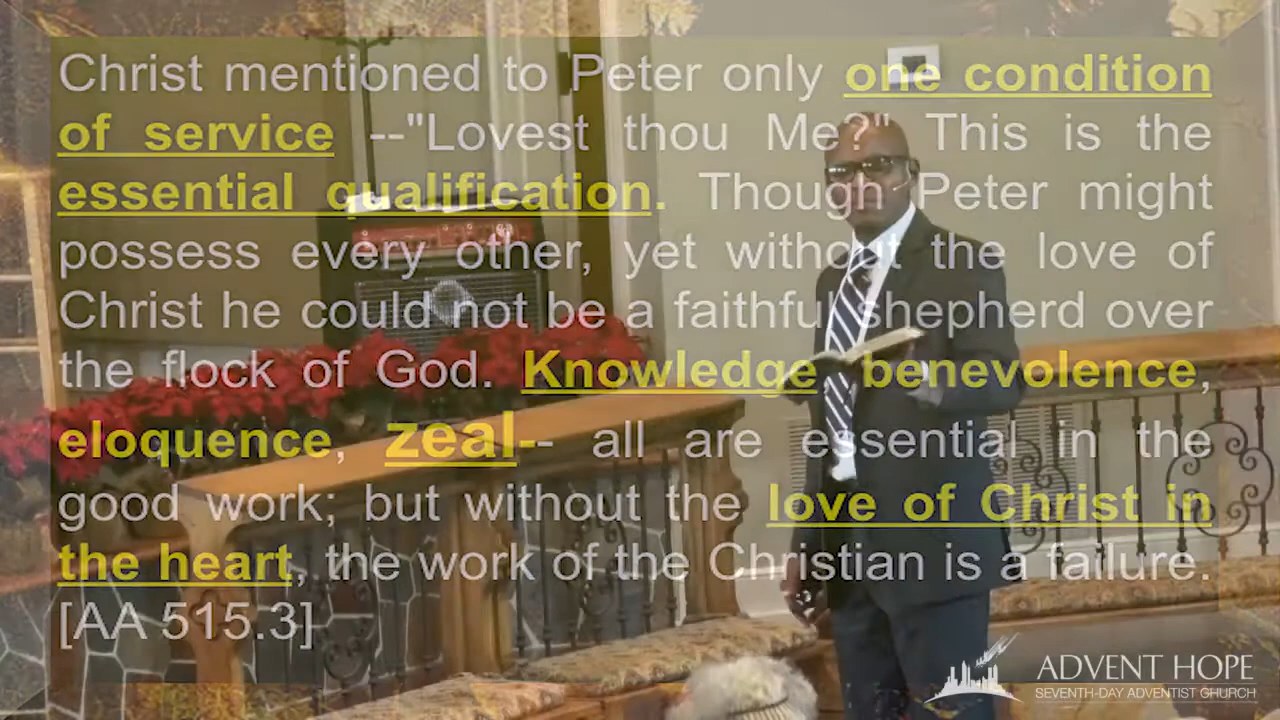 Christ mentioned to Peter only one condition
of service --"Lovest thou Me?" This is the
essential qualification. Though Peter might
possess every other, yet without the love of
Christ he could not be a faithful shepherd over
the flock of God. Knowledge benevolence,
eloquence, zeal-- all are essential in the
good work; but without the love of Christ in
the heart, the work of the Christian is a failure.
[AA 515.3]
ADVENT HOPE
SEVENTH-DAY ADVENTIST CHURCH